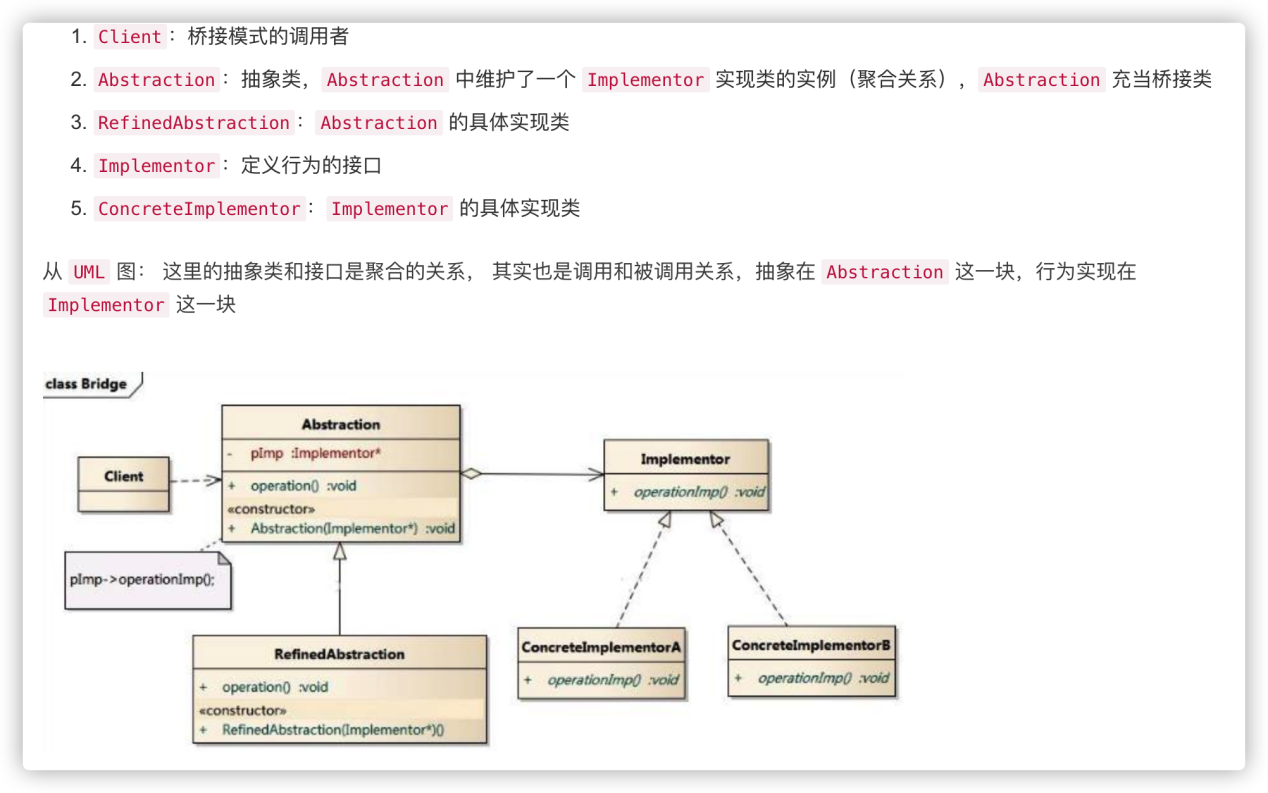 1. Client： 桥接模式的调用者
2. Abstraction： 抽象类， Abstraction 中维护了一个 Implementor 实现类的实例（聚合关系）， Abstraction 充当桥接类
3. RefinedAbstraction： Abstraction 的具体实现类
4. Implementor： 定义行为的接口
5. ConcreteImplementor： Implementor 的具体实现类
从 UML 图： 这里的抽象类和接口是聚合的关系， 其实也是调用和被调用关系，抽象在 Abstraction 这一块，行为实现在
Implementor 这一块
class Bridge
Abstraction
- pImp :Implementor*
+ operation() :void
«constructor»
+ Abstraction(Implementor*) :void
Client
Implementor
+ operationImp() :void
pImp->operationImp();
RefinedAbstraction
+ operation() :void
«constructor»
+ RefinedAbstraction(Implementor*)()
ConcreteImplementorA
+ operationImp() :void
ConcreteImplementorB
+ operationImp() :void